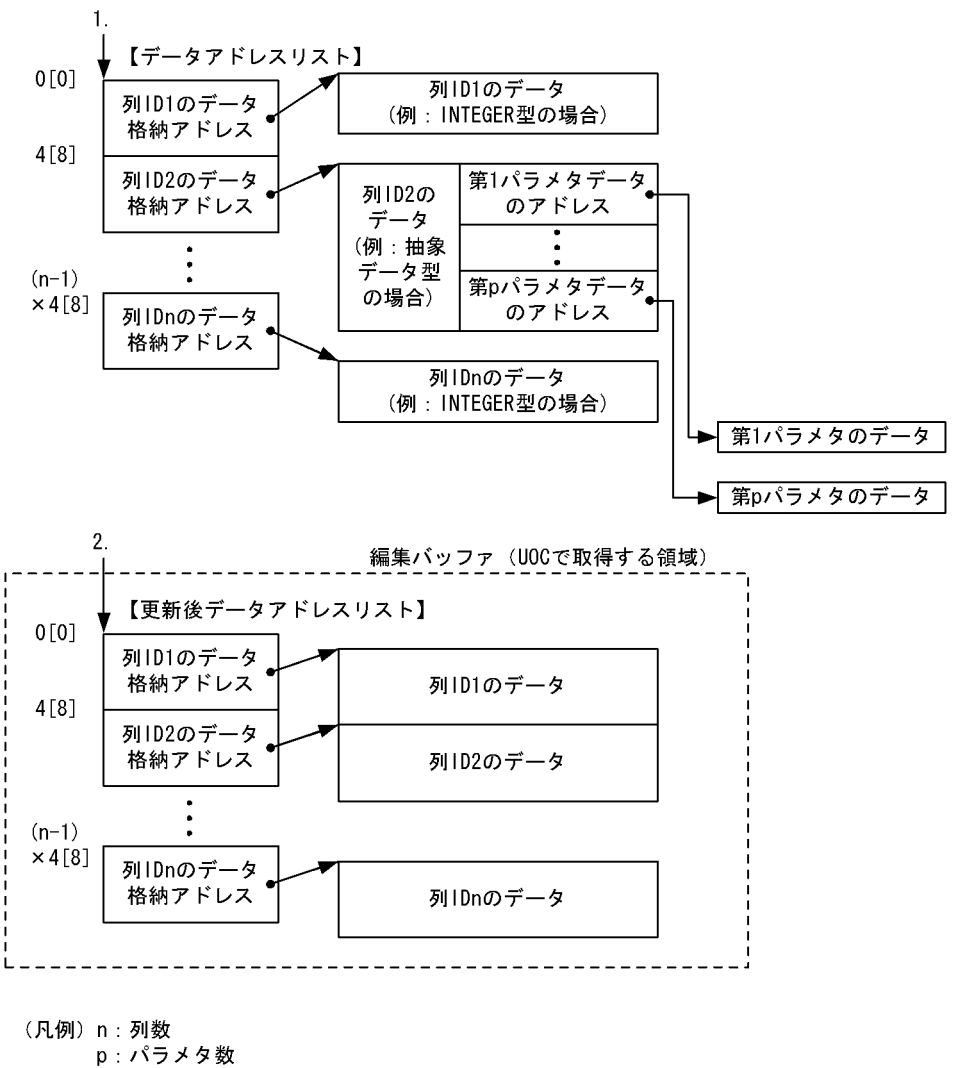 1.
【データアドレスリスト】
0[0]
列ID1のデータ
格納アドレス
列ID1のデータ
(例：INTEGER型の場合)
4[8]
列ID2のデータ
格納アドレス
列ID2の
データ
(例：抽象
データ型
の場合)
第1パラメタデータ
のアドレス
第pパラメタデータ
のアドレス
(n-1)
×4[8]
列IDnのデータ
格納アドレス
列IDnのデータ
(例：INTEGER型の場合)
第1パラメタのデータ
第pパラメタのデータ
2.
編集バッファ（UOCで取得する領域）
【更新後データアドレスリスト】
0[0]
列ID1のデータ
格納アドレス
列ID1のデータ
4[8]
列ID2のデータ
格納アドレス
列ID2のデータ
(n-1)
×4[8]
列IDnのデータ
格納アドレス
列IDnのデータ
（凡例）n：列数
p：パラメタ数